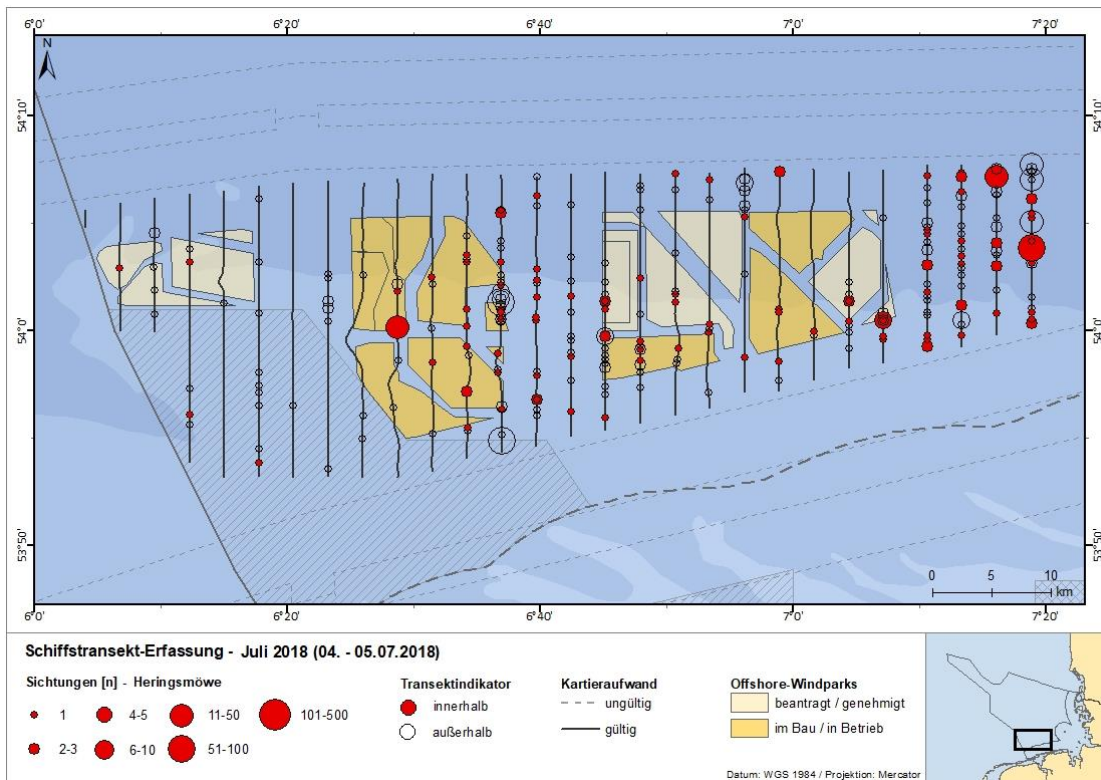 6°0' 6°20' 6°40' 7°0' 7°20'
N
54°10' 54°10'
54°0' 54°0'
53°50' 53°50'
0 5 10
km
6°0' 6°20' 6°40' 7°0' 7°20'
Schiffstransekt-Erfassung - Juli 2018 (04. - 05.07.2018)
Sichtungen [n] - Heringsmöwe
1 4-5 11-50 101-500
2-3 6-10 51-100
Transektindikator
innerhalb
außerhalb
Kartieraufwand
ungültig
gültig
Offshore-Windparks
beantragt / genehmigt
im Bau / in Betrieb
Datum: WGS 1984 / Projektion: Mercator